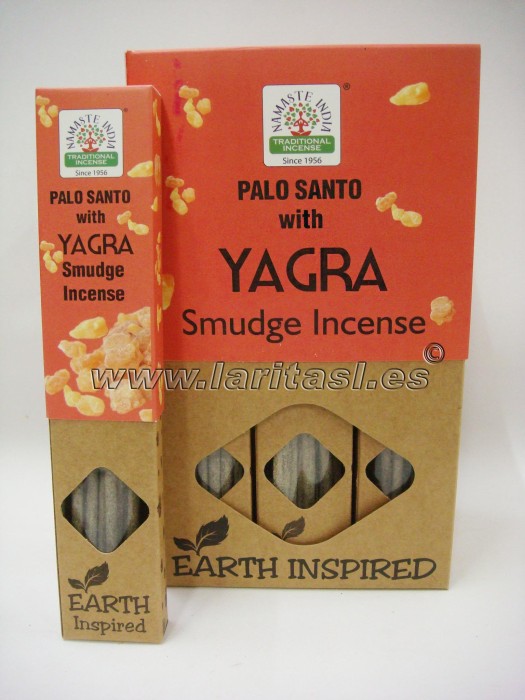 NAMASTE INDIA
®
TRADITIONAL
INCENSE
Since 1956
PALO SANTO
with
YAGRA
Smudge
Incense
EARTH
Inspired
NAMASTE INDIA
®
TRADITIONAL
INCENSE
Since 1956
PALO SANTO
with
YAGRA
Smudge Incense
EARTH INSPIRED
©
www.laritasl.es